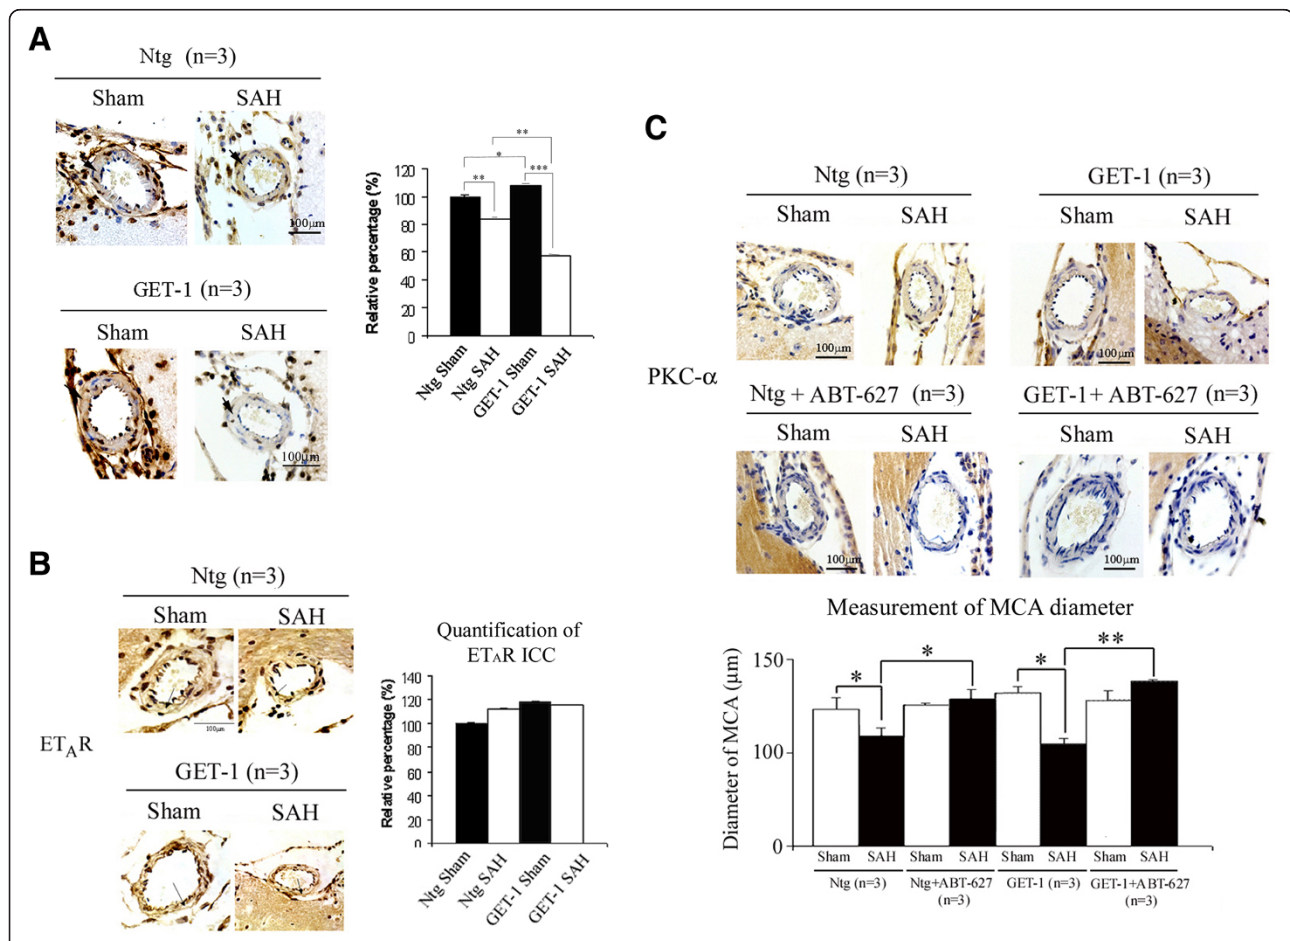 A
Ntg (n=3)
Sham SAH
100µm
GET-1 (n=3)
Sham SAH
100µm
Relative percentage (%)
120
100
80
60
40
20
0
* ** ** ***
Ntg Sham
Ntg SAH
GET-1 Sham
GET-1 SAH
B
ETAR
Ntg (n=3)
Sham SAH
100µm
GET-1 (n=3)
Sham SAH
Quantification of
ETAR ICC
Relative percentage (%)
140
120
100
80
60
40
20
0
Ntg Sham
Ntg SAH
GET-1 Sham
GET-1 SAH
C
PKC-α
Ntg (n=3) GET-1 (n=3)
Sham SAH Sham SAH
100µm 100µm
Ntg + ABT-627 (n=3) GET-1+ ABT-627 (n=3)
Sham SAH Sham SAH
100µm 100µm
Measurement of MCA diameter
Diameter of MCA (µm)
150
100
0
* * * **
Sham SAH Sham SAH Sham SAH Sham SAH
Ntg (n=3) Ntg+ABT-627 GET-1 (n=3) GET-1+ABT-627
(n=3) (n=3)